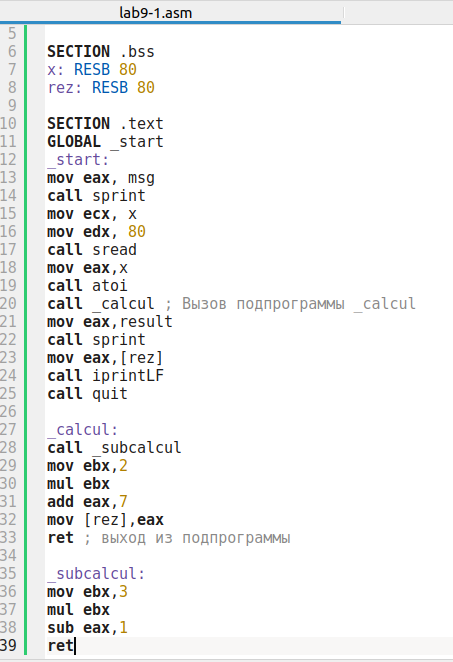 lab9-1.asm
5
6 SECTION .bss
7 x: RESB 80
8 rez: RESB 80
9
10 SECTION .text
11 GLOBAL _start
12 _start:
13 mov eax, msg
14 call sprint
15 mov ecx, x
16 mov edx, 80
17 call sread
18 mov eax,x
19 call atoi
20 call _calcul ; Вызов подпрограммы _calcul
21 mov eax,result
22 call sprint
23 mov eax,[rez]
24 call iprintLF
25 call quit
26
27 _calcul:
28 call _subcalcul
29 mov ebx,2
30 mul ebx
31 add eax,7
32 mov [rez],eax
33 ret ; выход из подпрограммы
34
35 _subcalcul:
36 mov ebx,3
37 mul ebx
38 sub eax,1
39 ret